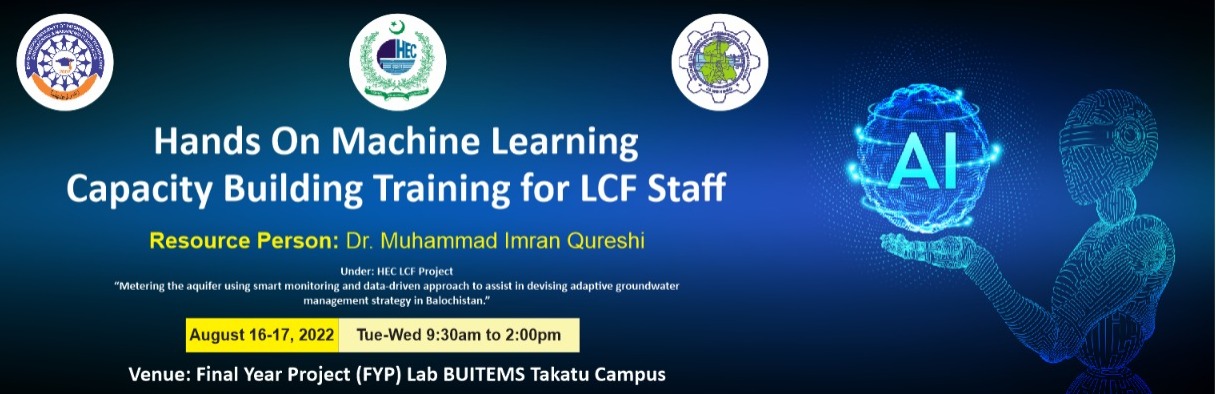 HEC
Hands On Machine Learning
Capacity Building Training for LCF Staff
Resource Person: Dr. Muhammad Imran Qureshi
Under: HEC LCF Project
“Metering the aquifer using smart monitoring and data-driven approach to assist in devising adaptive groundwater
management strategy in Balochistan.”
August 16-17, 2022 Tue-Wed 9:30am to 2:00pm
Venue: Final Year Project (FYP) Lab BUITEMS Takatu Campus
AI